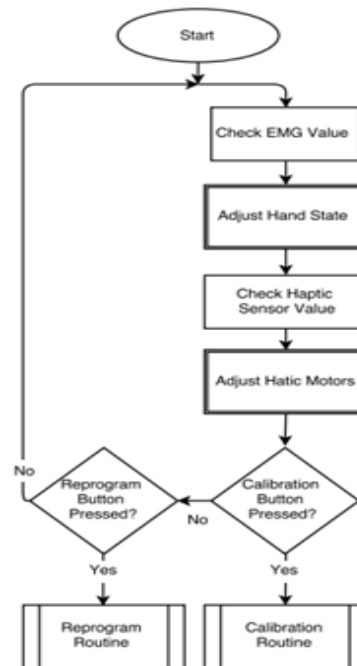 Start
Check EMG Value
Adjust Hand State
Check Haptic
Sensor Value
Adjust Hatic Motors
No
Reprogram
Button
Pressed?
No
Calibration
Button
Pressed?
Yes
Yes
Reprogram
Routine
Calibration
Routine